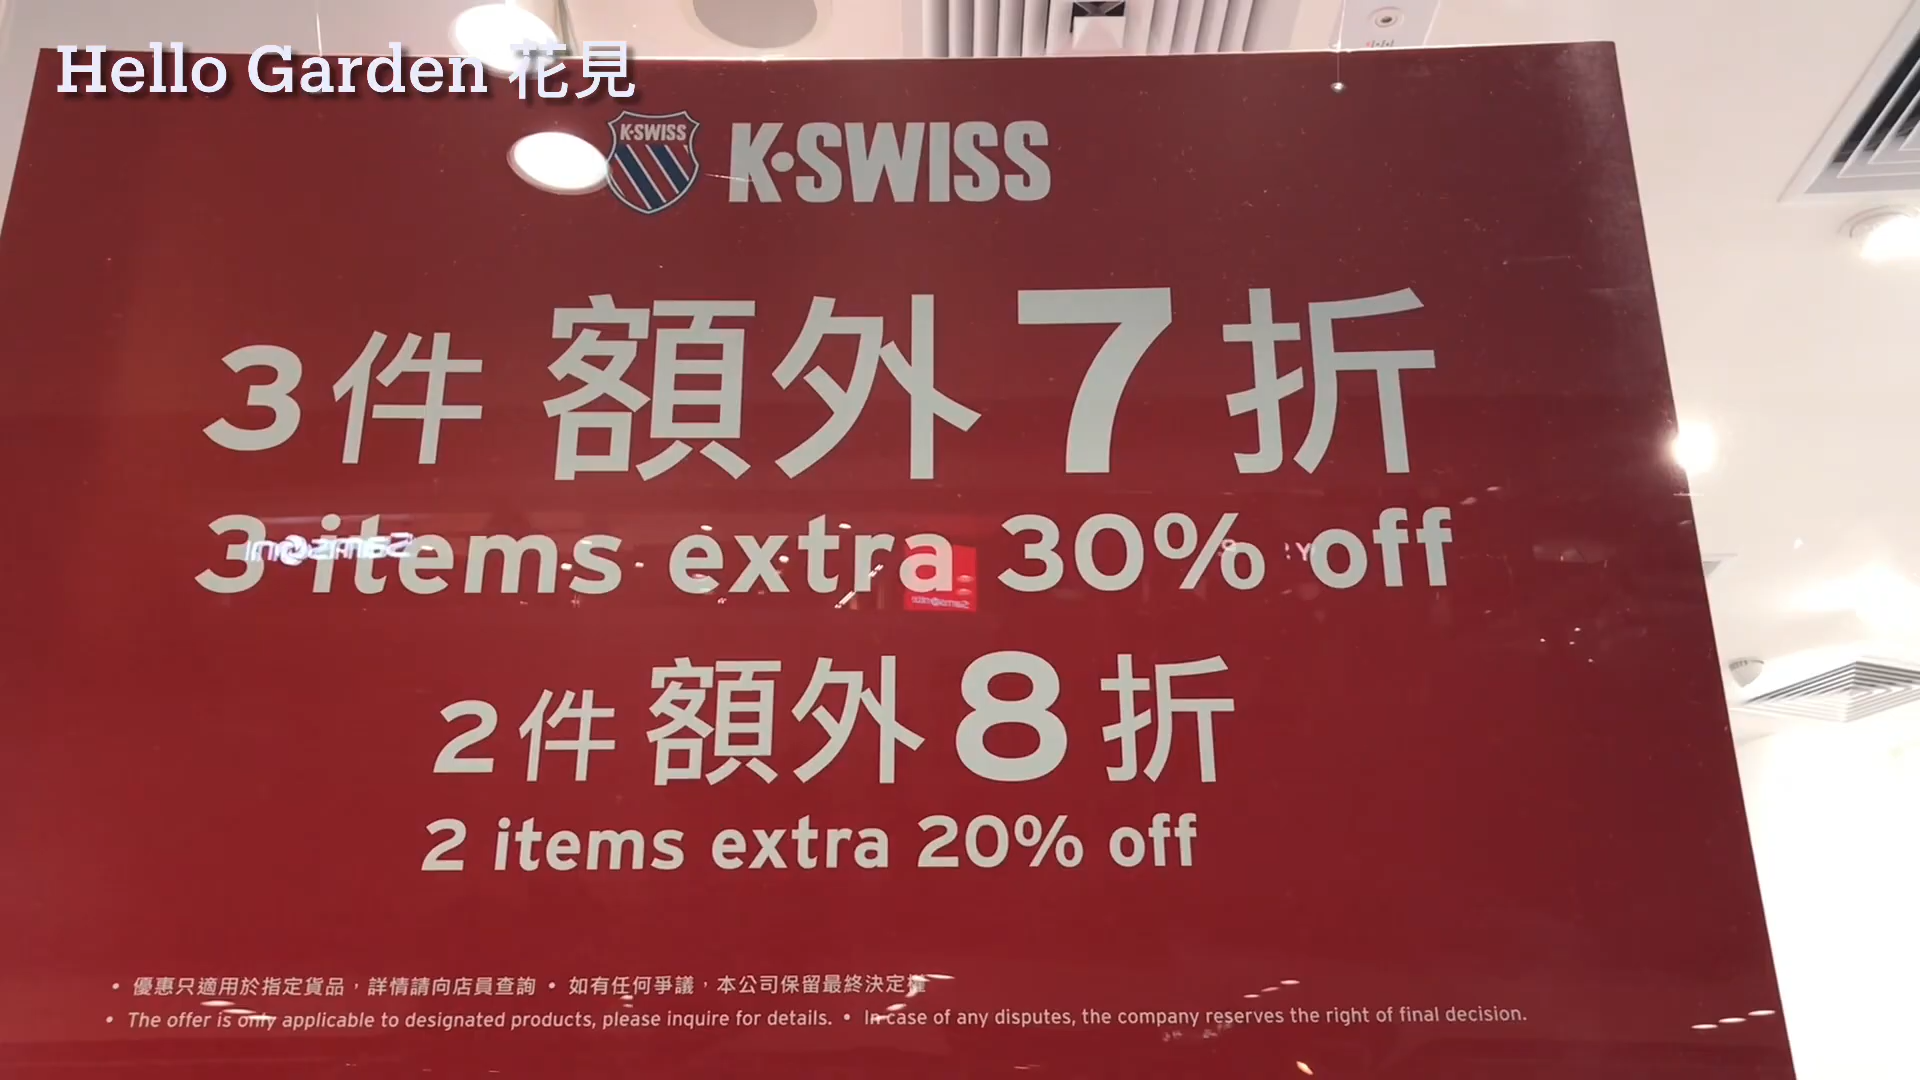 Hello Garden 花見
K·SWISS
K·SWISS
3件 額外7折
3 items extra 30% off
2件 額外8折
2 items extra 20% off
• 優惠只適用於指定貨品，詳情請向店員查詢 • 如有任何爭議，本公司保留最終決定權
• The offer is only applicable to designated products, please inquire for details. • In case of any disputes, the company reserves the right of final decision.